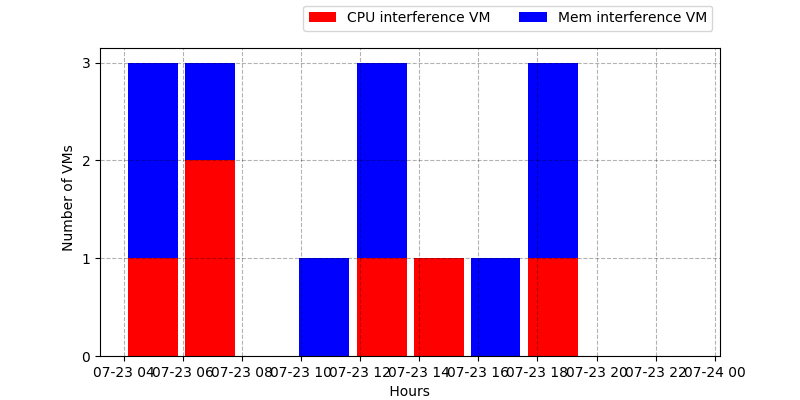 CPU interference VM Mem interference VM
3
2
1
0
Number of VMs
07-23 04 07-23 06 07-23 08 07-23 10 07-23 12 07-23 14 07-23 16 07-23 18 07-23 20 07-23 22 07-24 00
Hours